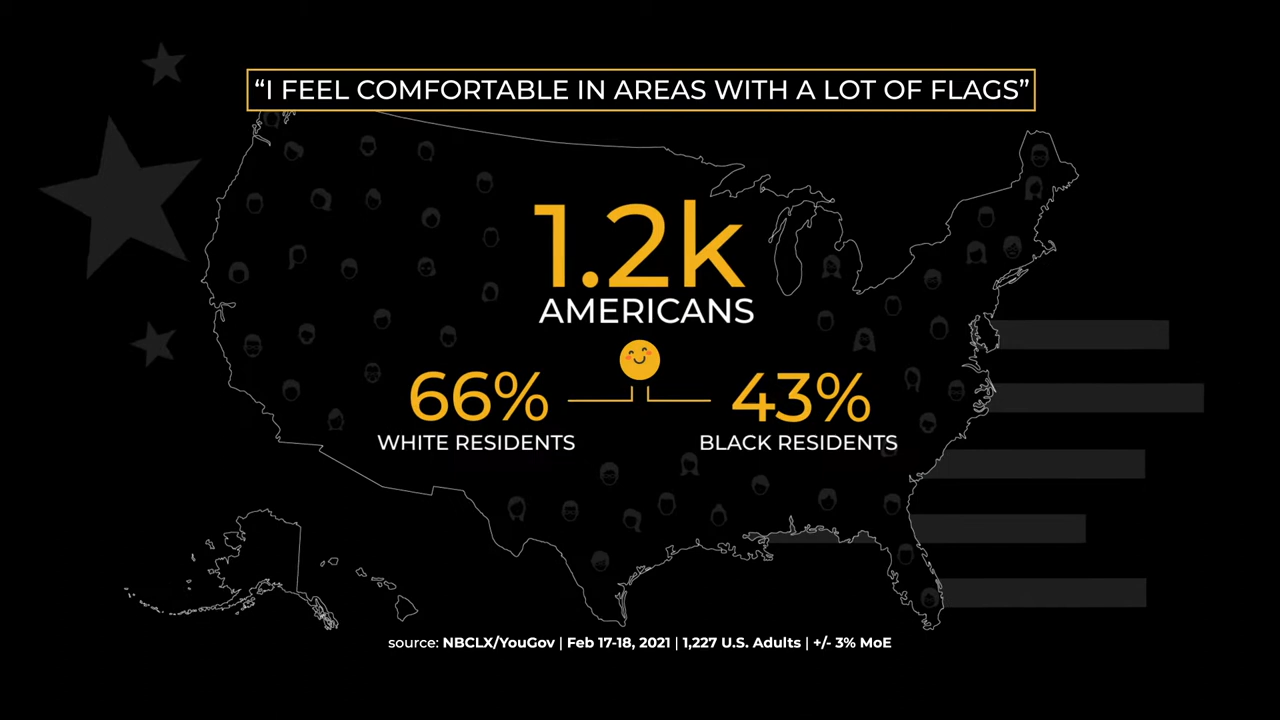 “I FEEL COMFORTABLE IN AREAS WITH A LOT OF FLAGS”
1.2k
AMERICANS
66%
WHITE RESIDENTS
43%
BLACK RESIDENTS
source: NBCLX/YouGov | Feb 17-18, 2021 | 1,227 U.S. Adults | +/- 3% MoE